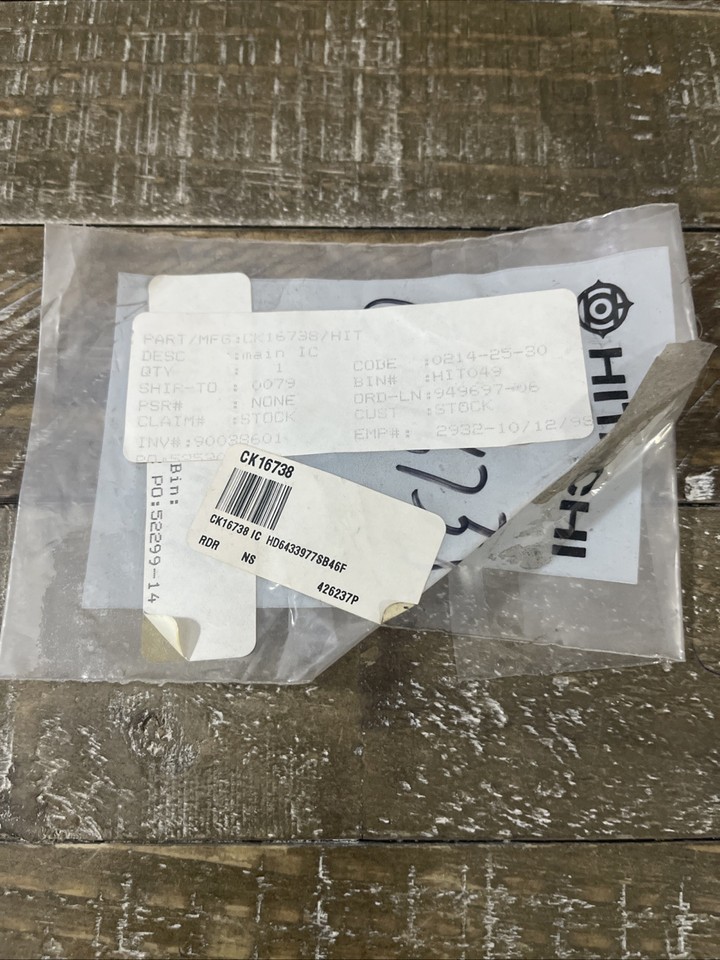 PART/MFG:CK16738/HIT
DESC :main IC
QTY : 1
SHIP-TO : 0079
PSR# : NONE
CLAIM# :STOCK
INV#:90038601
CODE :0214-25-30
BIN# :HIT049
ORD-LN:949697-06
CUST :STOCK
EMP#: 2932-10/12/98
Bin:
PO:52299-14
CK16738
CK16738 IC HD6433977SB46F
RDR NS
426237P
HITACHI